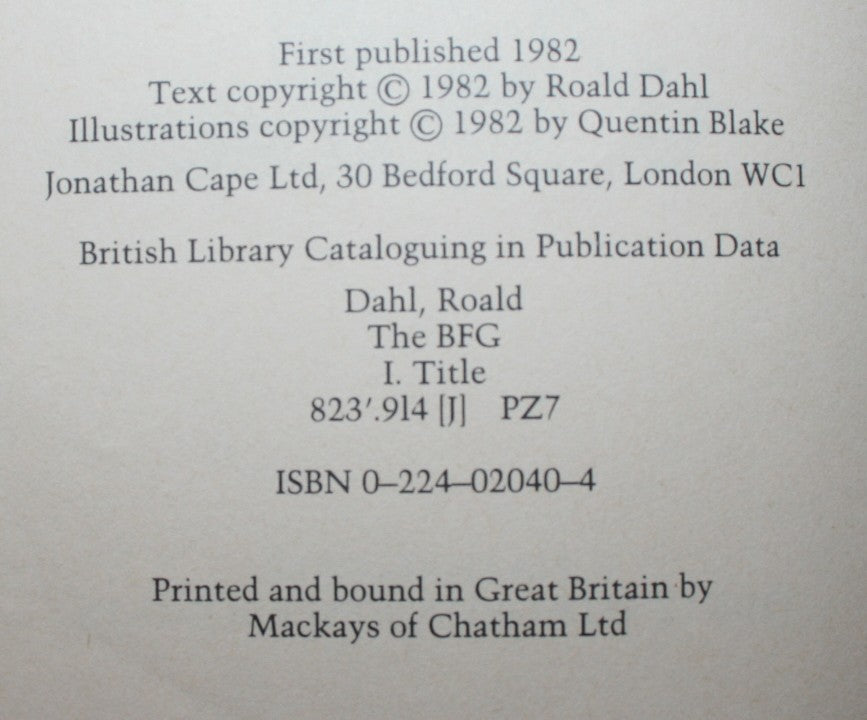 First published 1982
Text copyright © 1982 by Roald Dahl
Illustrations copyright © 1982 by Quentin Blake
Jonathan Cape Ltd, 30 Bedford Square, London WC1
British Library Cataloguing in Publication Data
Dahl, Roald
The BFG
I. Title
823′.914 [J] PZ7
ISBN 0–224–02040–4
Printed and bound in Great Britain by
Mackays of Chatham Ltd